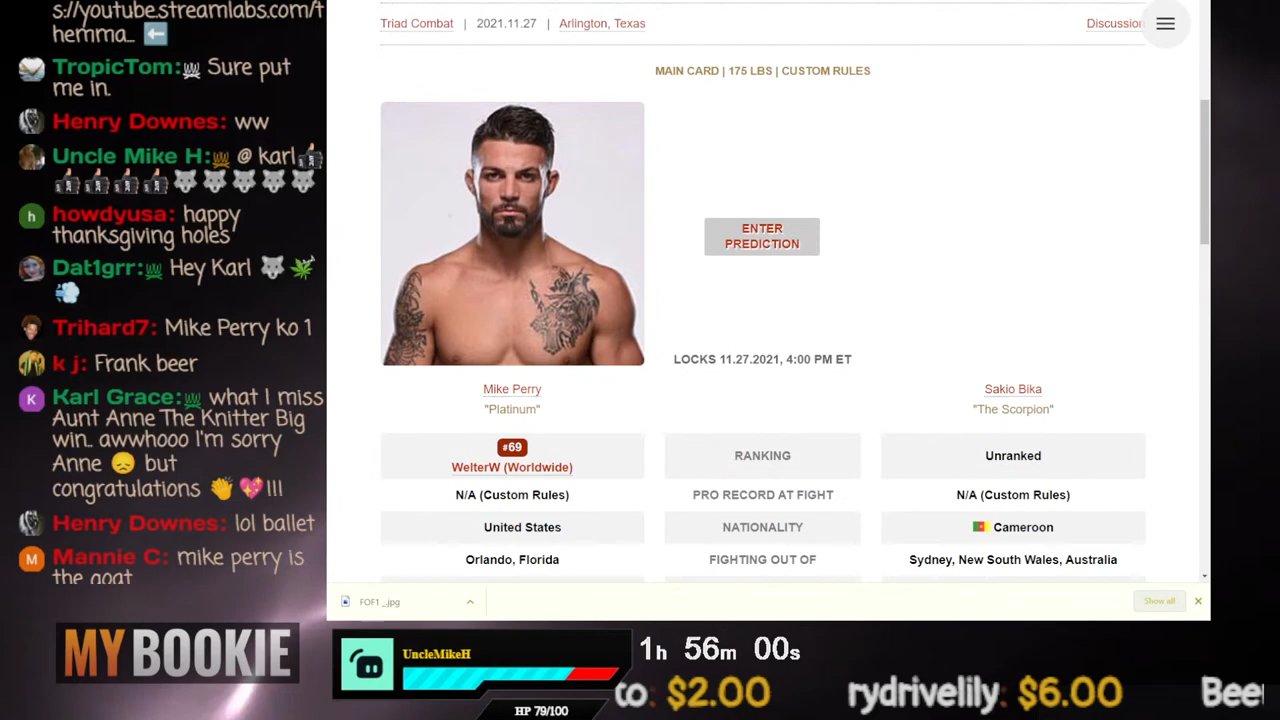 s://youtube.streamlabs.com/t
hemma...
TropicTom: Sure put
me in.
Henry Downes: ww
Uncle Mike H: @ karl
howdyusa: happy
thanksgiving holes
Dat1grr: Hey Karl
Trihard7: Mike Perry ko 1
k j: Frank beer
Karl Grace: what I miss
Aunt Anne The Knitter Big
win.. awwhooo I'm sorry
Anne but
congratulations !!!
Henry Downes: lol ballet
Mannie C: mike perry is
the goat
MYBOOKIE
Triad Combat | 2021.11.27 | Arlington, Texas
Discussion
MAIN CARD | 175 LBS | CUSTOM RULES
ENTER
PREDICTION
LOCKS 11.27.2021, 4:00 PM ET
Mike Perry
"Platinum"
Sakio Bika
"The Scorpion"
#69
WelterW (Worldwide) RANKING Unranked
N/A (Custom Rules) PRO RECORD AT FIGHT N/A (Custom Rules)
United States NATIONALITY Cameroon
Orlando, Florida FIGHTING OUT OF Sydney, New South Wales, Australia
FOF1_.jpg
Show all
UncleMikeH
HP 79/100
1h 56m 00s
to: $2.00 rydrivelily: $6.00 Bee